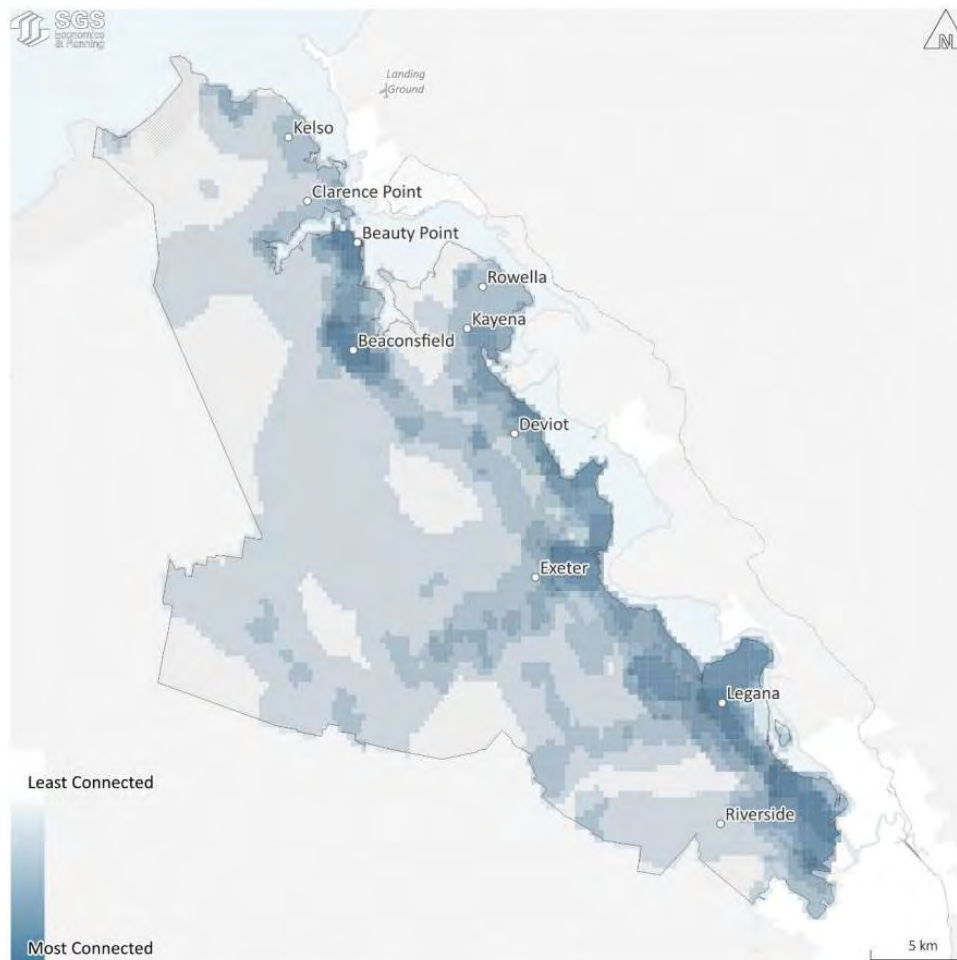 SGS
Economics
& Planning
N
Landing
Ground
Kelso
Clarence Point
Beauty Point
Rowella
Kayena
Beaconsfield
Deviot
Exeter
Legana
Least Connected
Riverside
Most Connected
5 km